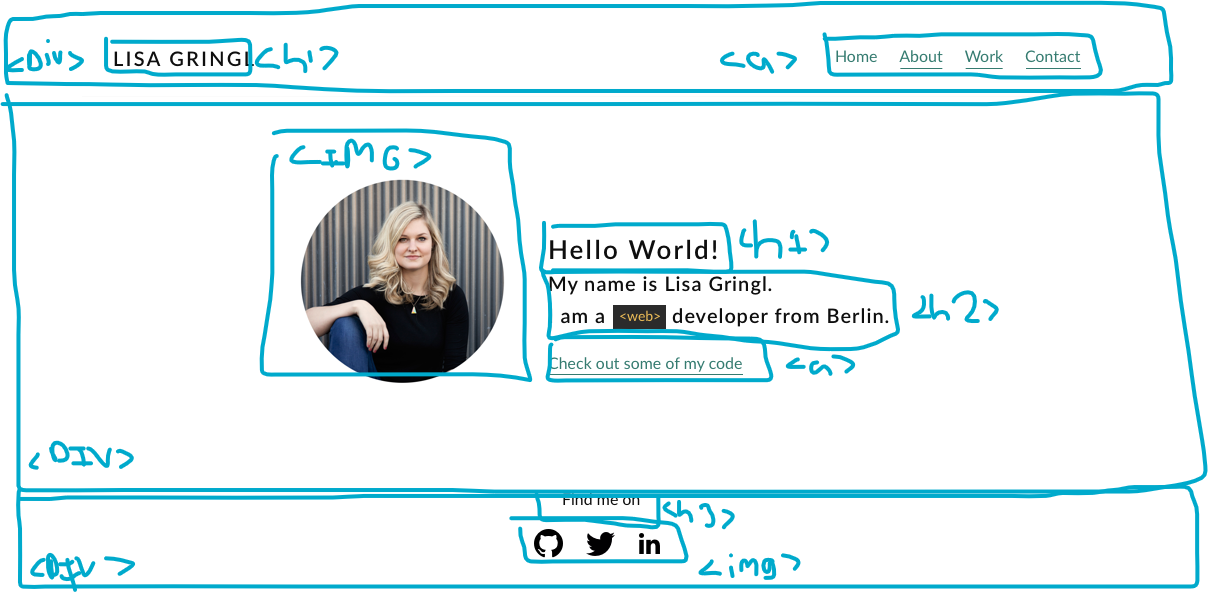 <Div> LISA GRINGL <h1> <a> Home About Work Contact
<IMG>
Hello World! <h1>
My name is Lisa Gringl.
am a <web> developer from Berlin. <h2>
Check out some of my code <a>
<DIV>
Find me on <h3>
in <img>
<DIV>